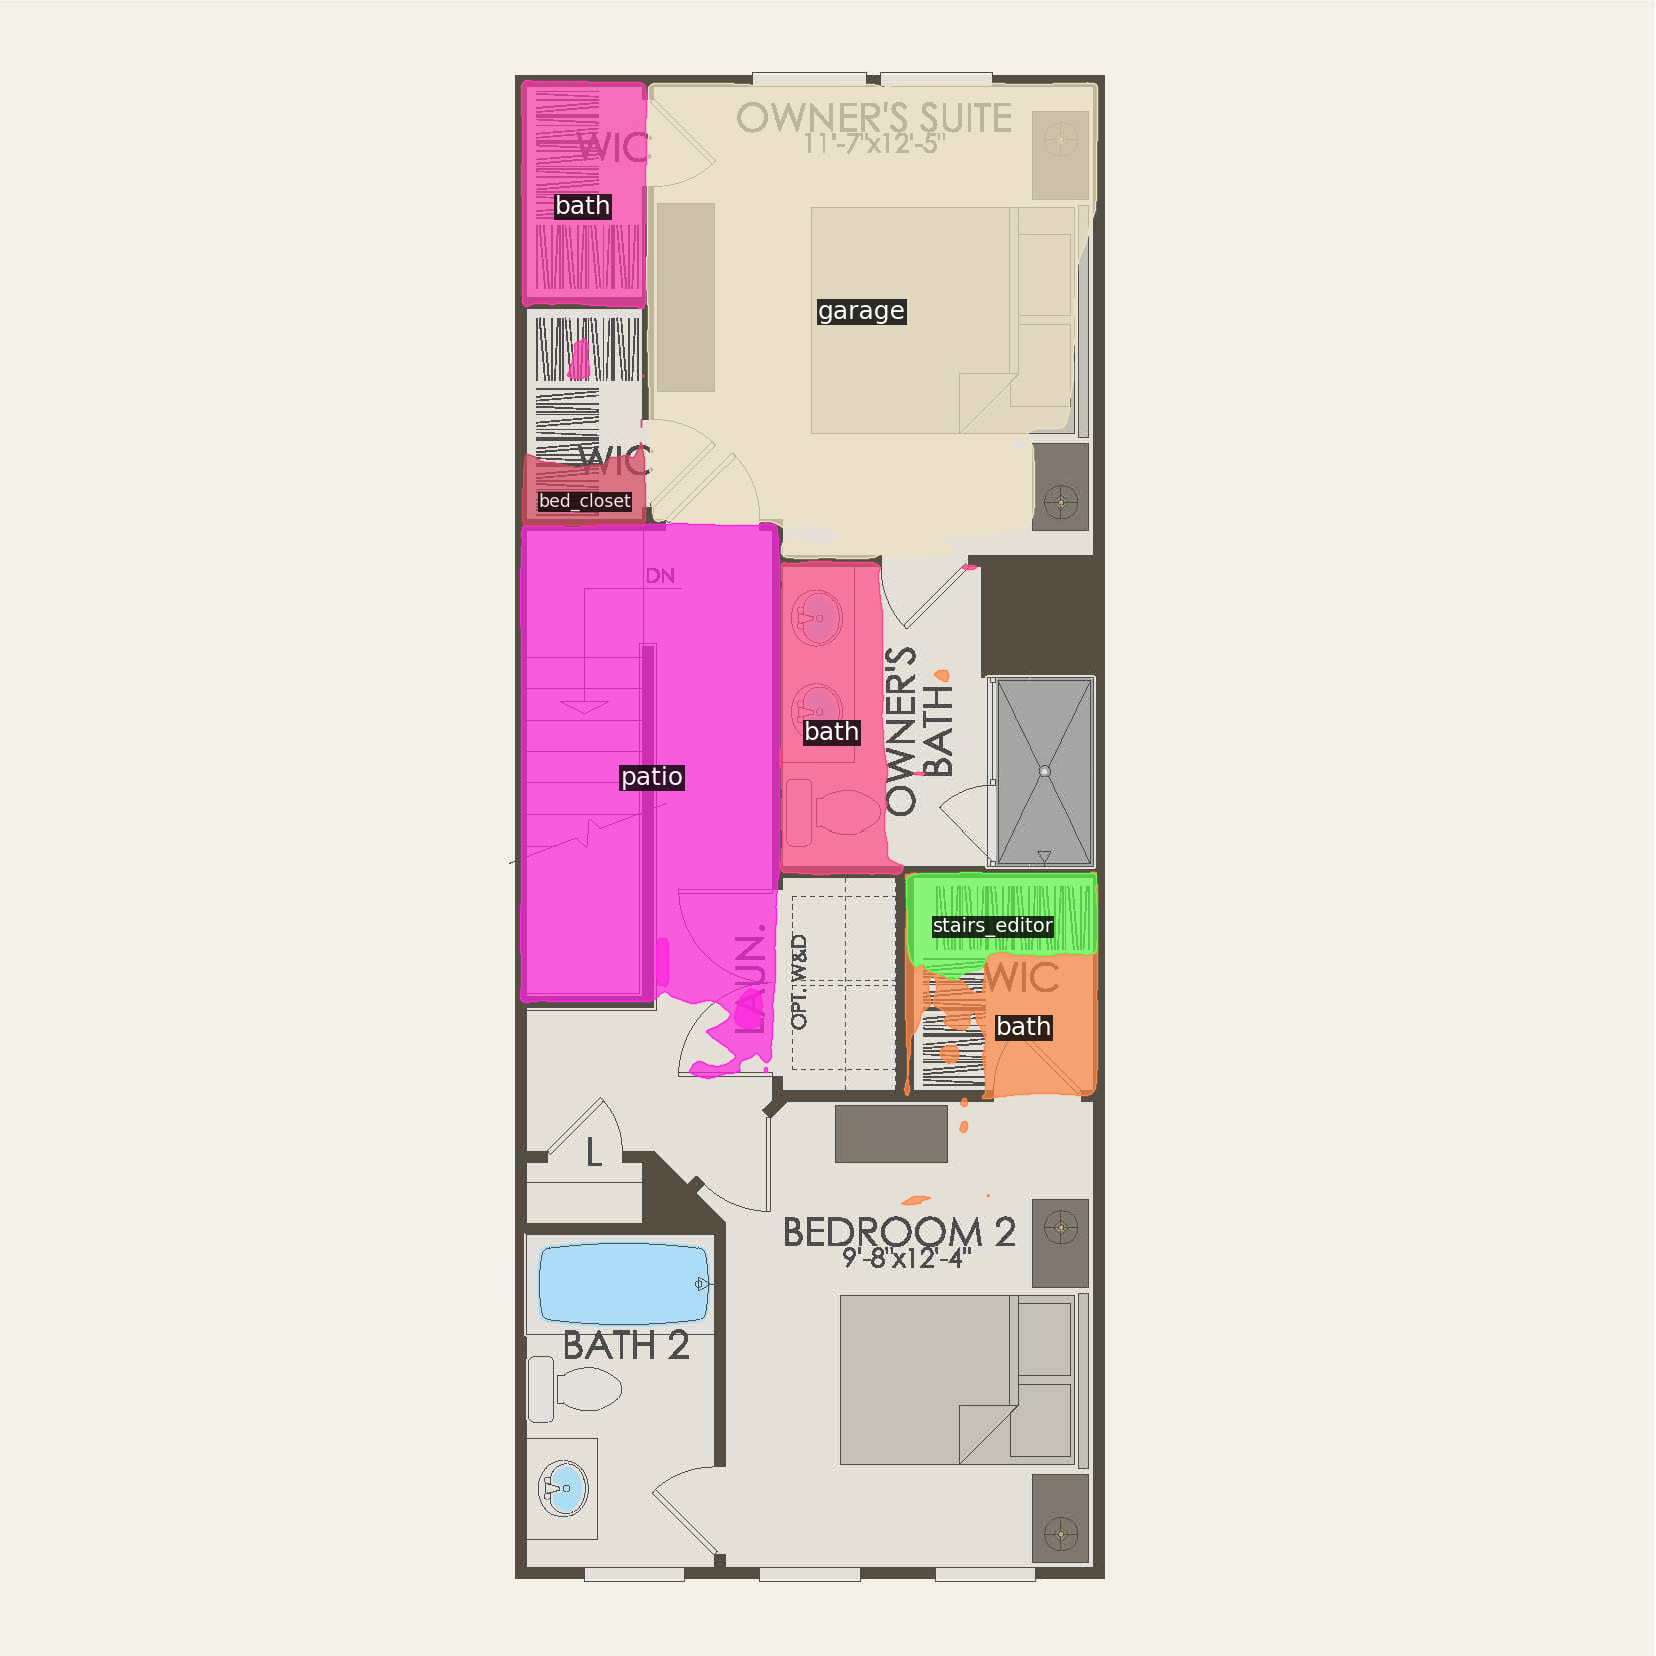 OWNER'S SUITE
11'-7"x12'-5"
WIC
bath
garage
WIC
bed_closet
DN
patio
bath
OWNER'S
BATH
stairs_editor
WIC
bath
LAUN.
OPT. W&D
L
BEDROOM 2
9'-8"x12'-4"
BATH 2